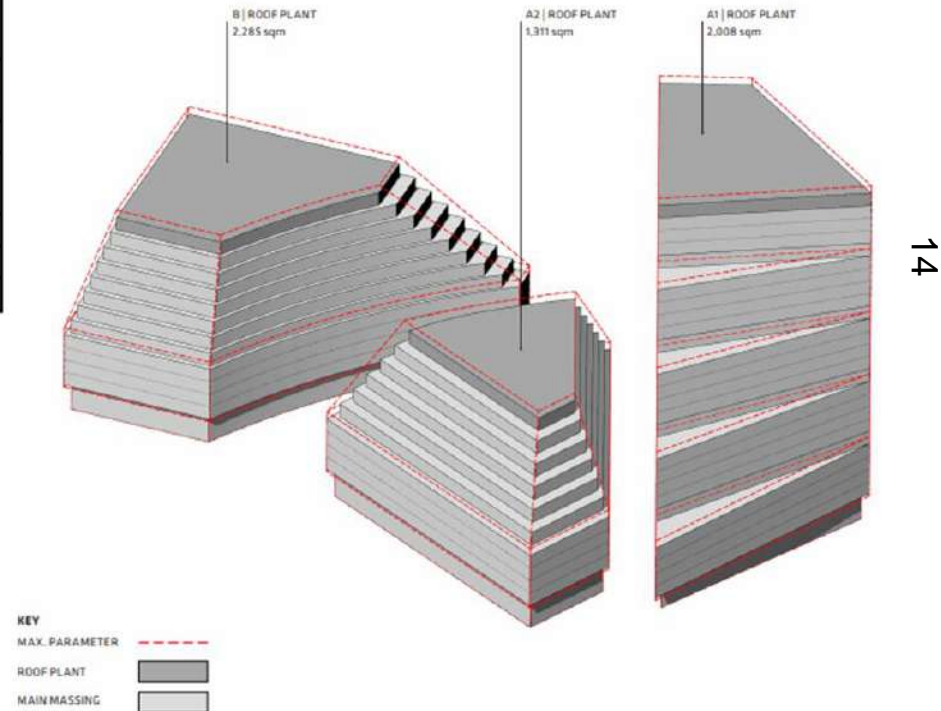 B | ROOF PLANT
2,285 sqm
A2 | ROOF PLANT
1,311 sqm
A1 | ROOF PLANT
2,008 sqm
14
KEY
MAX. PARAMETER
ROOF PLANT
MAIN MASSING